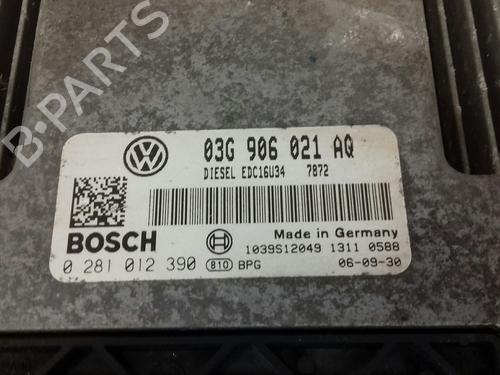 B-PARTS
VW
03G 906 021 AQ
DIESEL EDC16U34 7872
BOSCH
Made in Germany
1039S12049 1311 0588
0 281 012 390 810 BPG 06-09-30